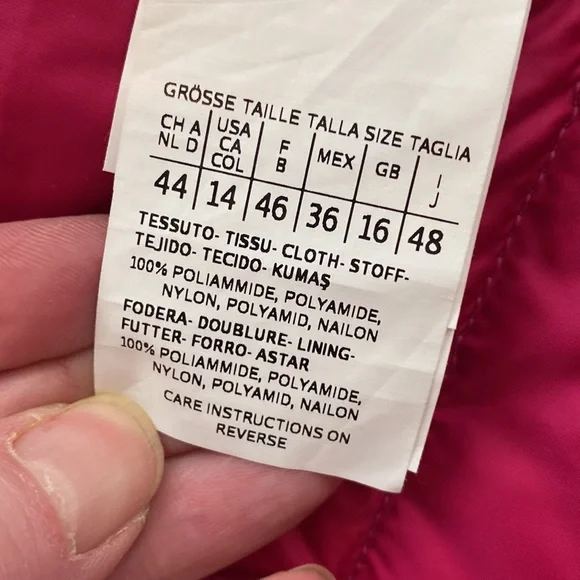 GRÖSSE TAILLE TALLA SIZE TAGLIA
CH A USA F MEX GB I
NL D CA B J
COL
44 14 46 36 16 48
TESSUTO- TISSU- CLOTH- STOFF-
TEJIDO- TECIDO- KUMAŞ
100% POLIAMMIDE, POLYAMIDE,
NYLON, POLYAMID, NAILON
FODERA- DOUBLURE- LINING-
FUTTER- FORRO- ASTAR
100% POLIAMMIDE, POLYAMIDE,
NYLON, POLYAMID, NAILON
CARE INSTRUCTIONS ON
REVERSE